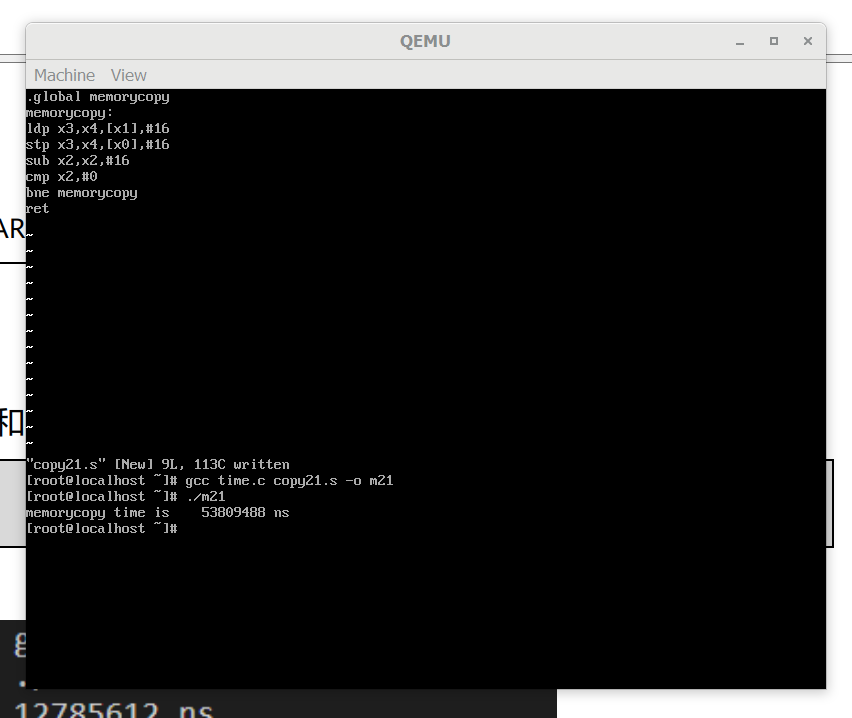 QEMU
Machine View
.global memorycopy
memorycopy:
ldp x3,x4,[x1],#16
stp x3,x4,[x0],#16
sub x2,x2,#16
cmp x2,#0
bne memorycopy
ret
AR
~
~
~
~
~
~
~
~
~
~
~
~
和
~
~
"copy21.s" [New] 9L, 113C written
[root@localhost ~]# gcc time.c copy21.s -o m21
[root@localhost ~]# ./m21
memorycopy time is    53809488 ns
[root@localhost ~]#
12785612 ns